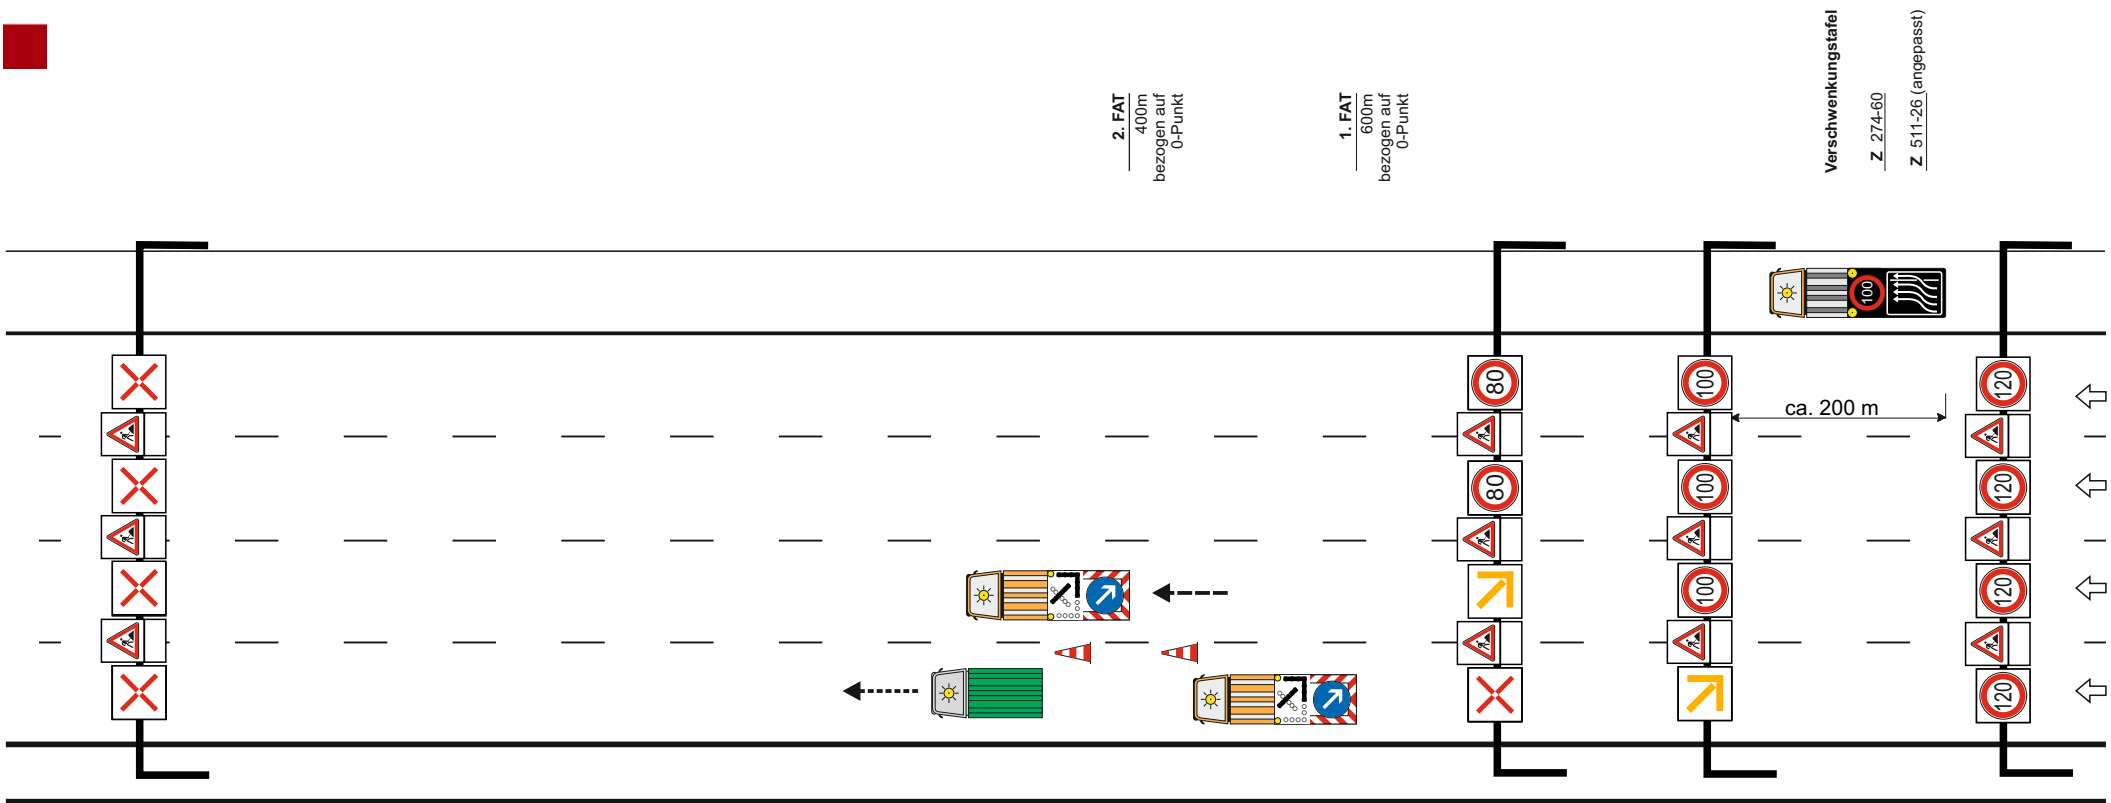 2. FAT
400m
bezogen auf
0-Punkt
1. FAT
600m
bezogen auf
0-Punkt
Verschwenkungstafel
Z 274-60
Z 511-26 (angepasst)
100
80
100
120
ca. 200 m
80
100
120
100
120
120